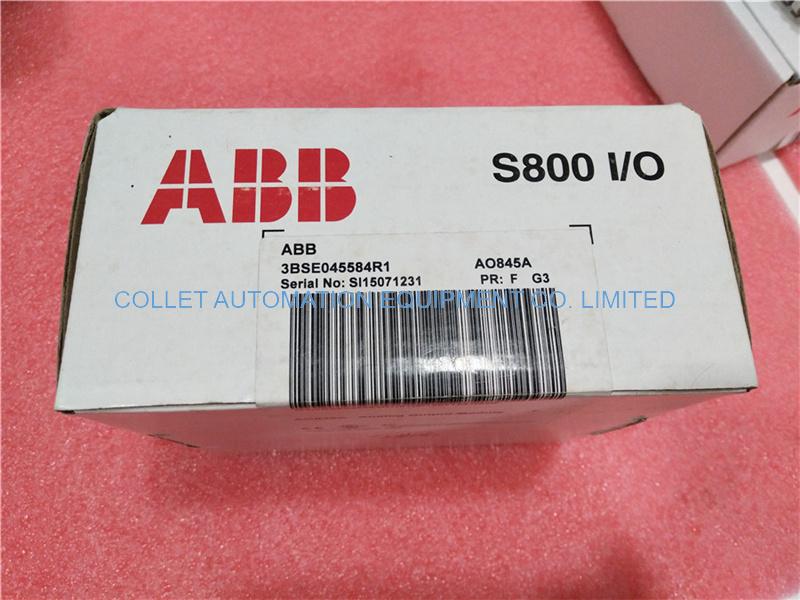 ABB
S800 I/O
ABB
3BSE045584R1 AO845A
Serial No: SI15071231 PR: F G3
COLLET AUTOMATION EQUIPMENT CO. LIMITED